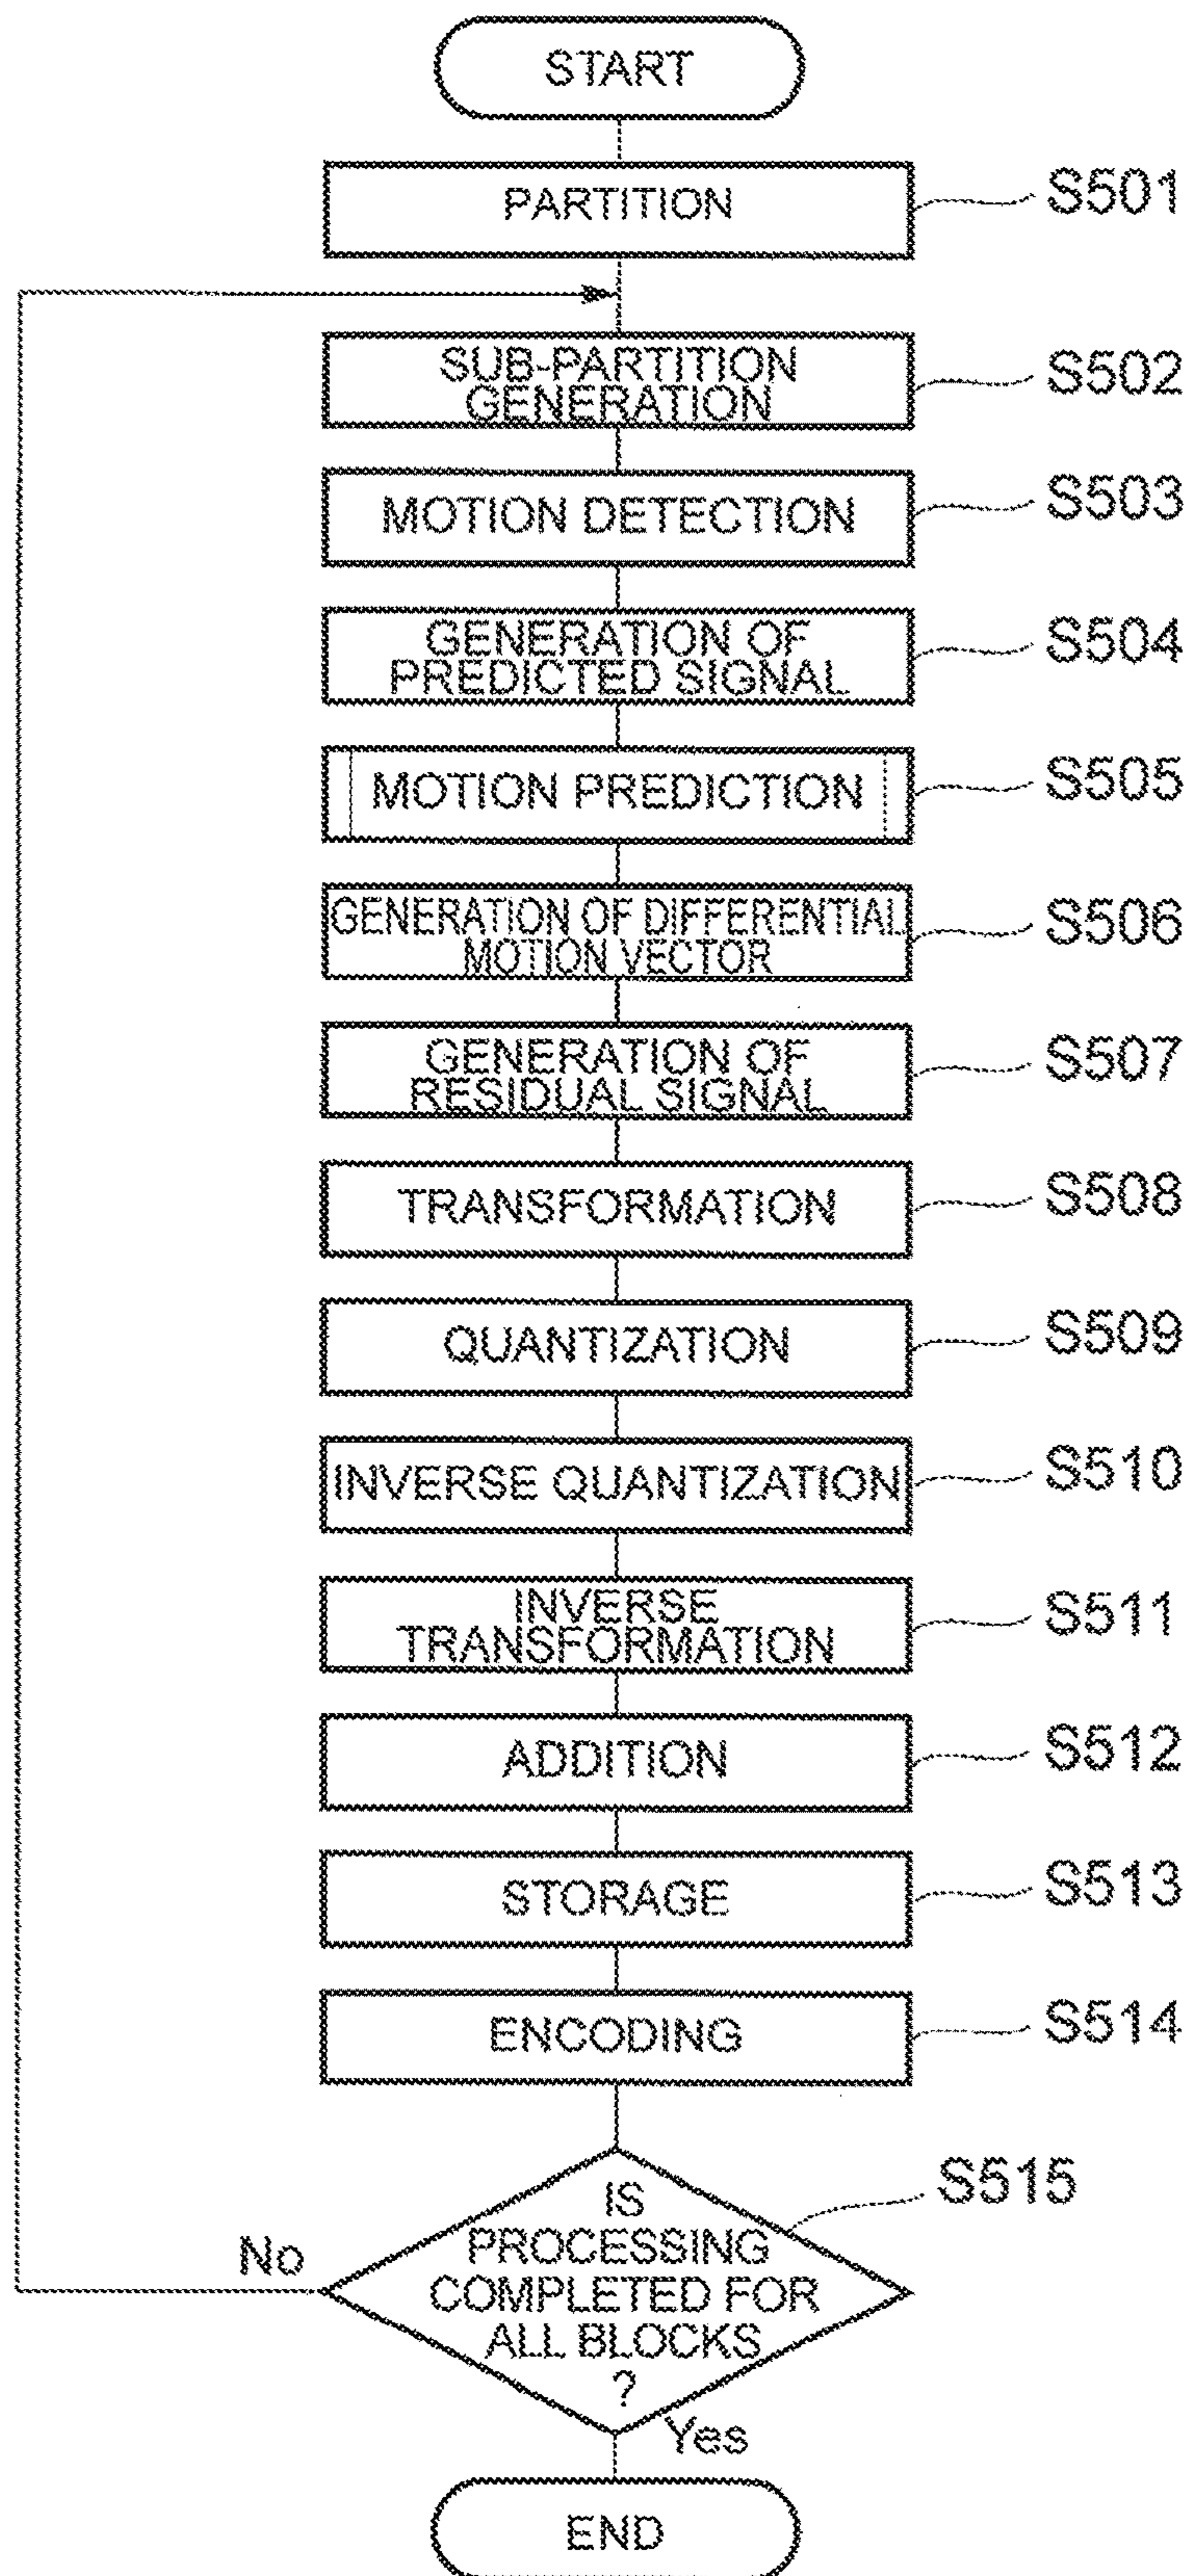 START
PARTITION
S501
SUB-PARTITION
GENERATION
S502
MOTION DETECTION
S503
GENERATION OF
PREDICTED SIGNAL
S504
MOTION PREDICTION
S505
GENERATION OF DIFFERENTIAL
MOTION VECTOR
S506
GENERATION OF
RESIDUAL SIGNAL
S507
TRANSFORMATION
S508
QUANTIZATION
S509
INVERSE QUANTIZATION
S510
INVERSE
TRANSFORMATION
S511
ADDITION
S512
STORAGE
S513
ENCODING
S514
IS
PROCESSING
COMPLETED FOR
ALL BLOCKS
?
S515
No
Yes
END